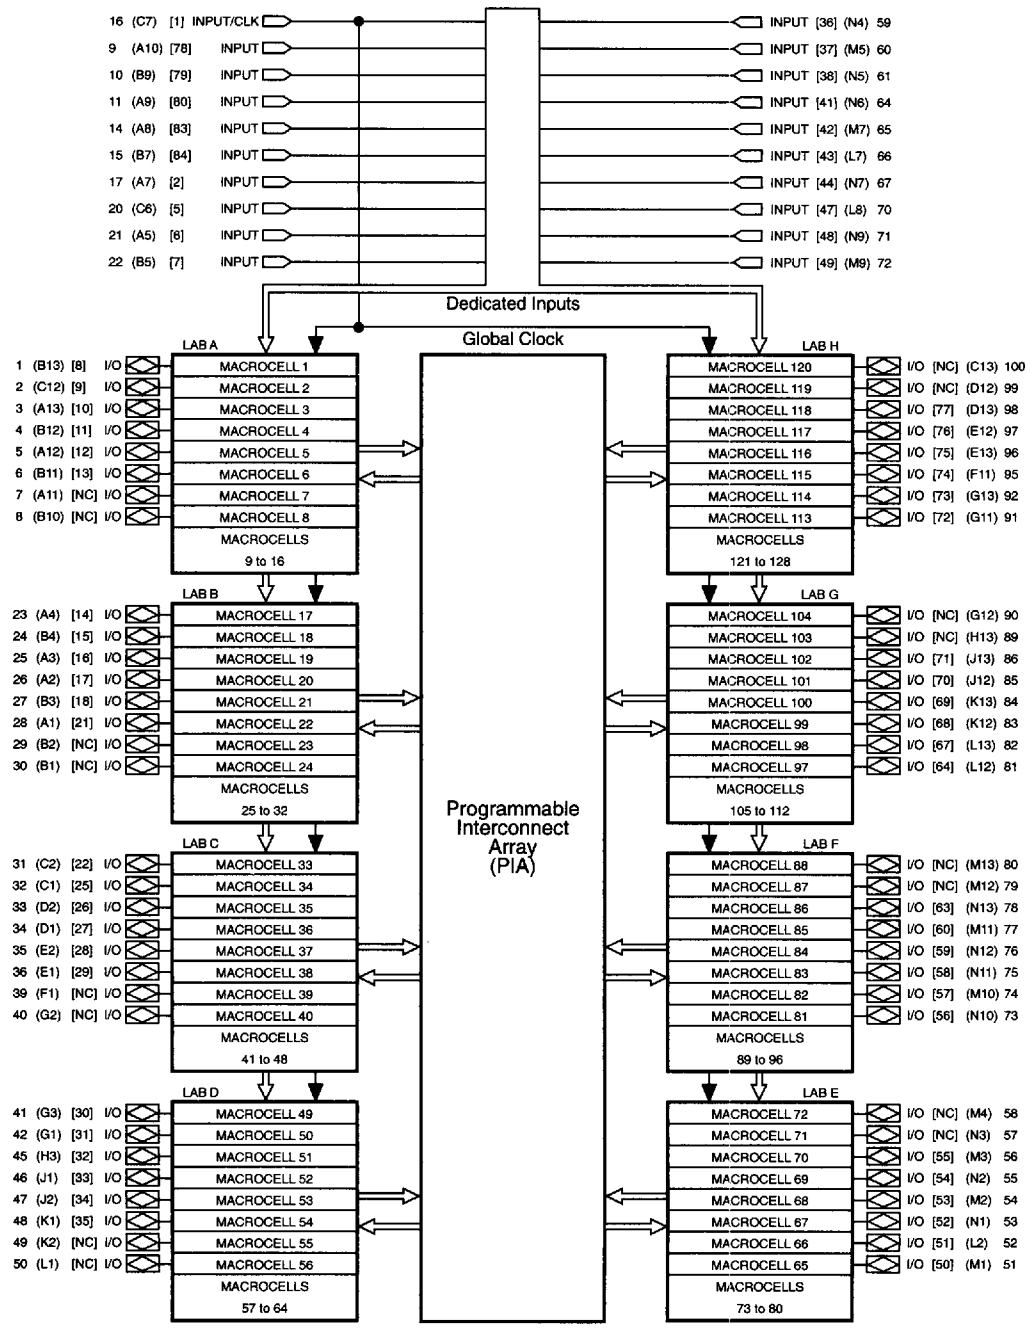 16 (C7) [1] INPUT/CLK INPUT [36] (N4) 59
9 (A10) [78] INPUT INPUT [37] (M5) 60
10 (B9) [79] INPUT INPUT [38] (N5) 61
11 (A9) [80] INPUT INPUT [41] (N6) 64
14 (A8) [83] INPUT INPUT [42] (M7) 65
15 (B7) [84] INPUT INPUT [43] (L7) 66
17 (A7) [2] INPUT INPUT [44] (N7) 67
20 (C6) [5] INPUT INPUT [47] (L8) 70
21 (A5) [6] INPUT INPUT [48] (N9) 71
22 (B5) [7] INPUT INPUT [49] (M9) 72
Dedicated Inputs
Global Clock
LAB A LAB H
1 (B13) [8] I/O MACROCELL 1 MACROCELL 120 I/O [NC] (C13) 100
2 (C12) [9] I/O MACROCELL 2 MACROCELL 119 I/O [NC] (D12) 99
3 (A13) [10] I/O MACROCELL 3 MACROCELL 118 I/O [77] (D13) 98
4 (B12) [11] I/O MACROCELL 4 MACROCELL 117 I/O [76] (E12) 97
5 (A12) [12] I/O MACROCELL 5 MACROCELL 116 I/O [75] (E13) 96
6 (B11) [13] I/O MACROCELL 6 MACROCELL 115 I/O [74] (F11) 95
7 (A11) [NC] I/O MACROCELL 7 MACROCELL 114 I/O [73] (G13) 92
8 (B10) [NC] I/O MACROCELL 8 MACROCELL 113 I/O [72] (G11) 91
MACROCELLS MACROCELLS
9 to 16 121 to 128
LAB B LAB G
23 (A4) [14] I/O MACROCELL 17 MACROCELL 104 I/O [NC] (G12) 90
24 (B4) [15] I/O MACROCELL 18 MACROCELL 103 I/O [NC] (H13) 89
25 (A3) [16] I/O MACROCELL 19 MACROCELL 102 I/O [71] (J13) 86
26 (A2) [17] I/O MACROCELL 20 MACROCELL 101 I/O [70] (J12) 85
27 (B3) [18] I/O MACROCELL 21 MACROCELL 100 I/O [69] (K13) 84
28 (A1) [21] I/O MACROCELL 22 MACROCELL 99 I/O [68] (K12) 83
29 (B2) [NC] I/O MACROCELL 23 MACROCELL 98 I/O [67] (L13) 82
30 (B1) [NC] I/O MACROCELL 24 MACROCELL 97 I/O [64] (L12) 81
MACROCELLS MACROCELLS
25 to 32 105 to 112
Programmable
Interconnect
Array
(PIA)
LAB C LAB F
31 (C2) [22] I/O MACROCELL 33 MACROCELL 88 I/O [NC] (M13) 80
32 (C1) [25] I/O MACROCELL 34 MACROCELL 87 I/O [NC] (M12) 79
33 (D2) [26] I/O MACROCELL 35 MACROCELL 86 I/O [63] (N13) 78
34 (D1) [27] I/O MACROCELL 36 MACROCELL 85 I/O [60] (M11) 77
35 (E2) [28] I/O MACROCELL 37 MACROCELL 84 I/O [59] (N12) 76
36 (E1) [29] I/O MACROCELL 38 MACROCELL 83 I/O [58] (N11) 75
39 (F1) [NC] I/O MACROCELL 39 MACROCELL 82 I/O [57] (M10) 74
40 (G2) [NC] I/O MACROCELL 40 MACROCELL 81 I/O [56] (N10) 73
MACROCELLS MACROCELLS
41 to 48 89 to 96
LAB D LAB E
41 (G3) [30] I/O MACROCELL 49 MACROCELL 72 I/O [NC] (M4) 58
42 (G1) [31] I/O MACROCELL 50 MACROCELL 71 I/O [NC] (N3) 57
45 (H3) [32] I/O MACROCELL 51 MACROCELL 70 I/O [55] (M3) 56
46 (J1) [33] I/O MACROCELL 52 MACROCELL 69 I/O [54] (N2) 55
47 (J2) [34] I/O MACROCELL 53 MACROCELL 68 I/O [53] (M2) 54
48 (K1) [35] I/O MACROCELL 54 MACROCELL 67 I/O [52] (N1) 53
49 (K2) [NC] I/O MACROCELL 55 MACROCELL 66 I/O [51] (L2) 52
50 (L1) [NC] I/O MACROCELL 56 MACROCELL 65 I/O [50] (M1) 51
MACROCELLS MACROCELLS
57 to 64 73 to 80